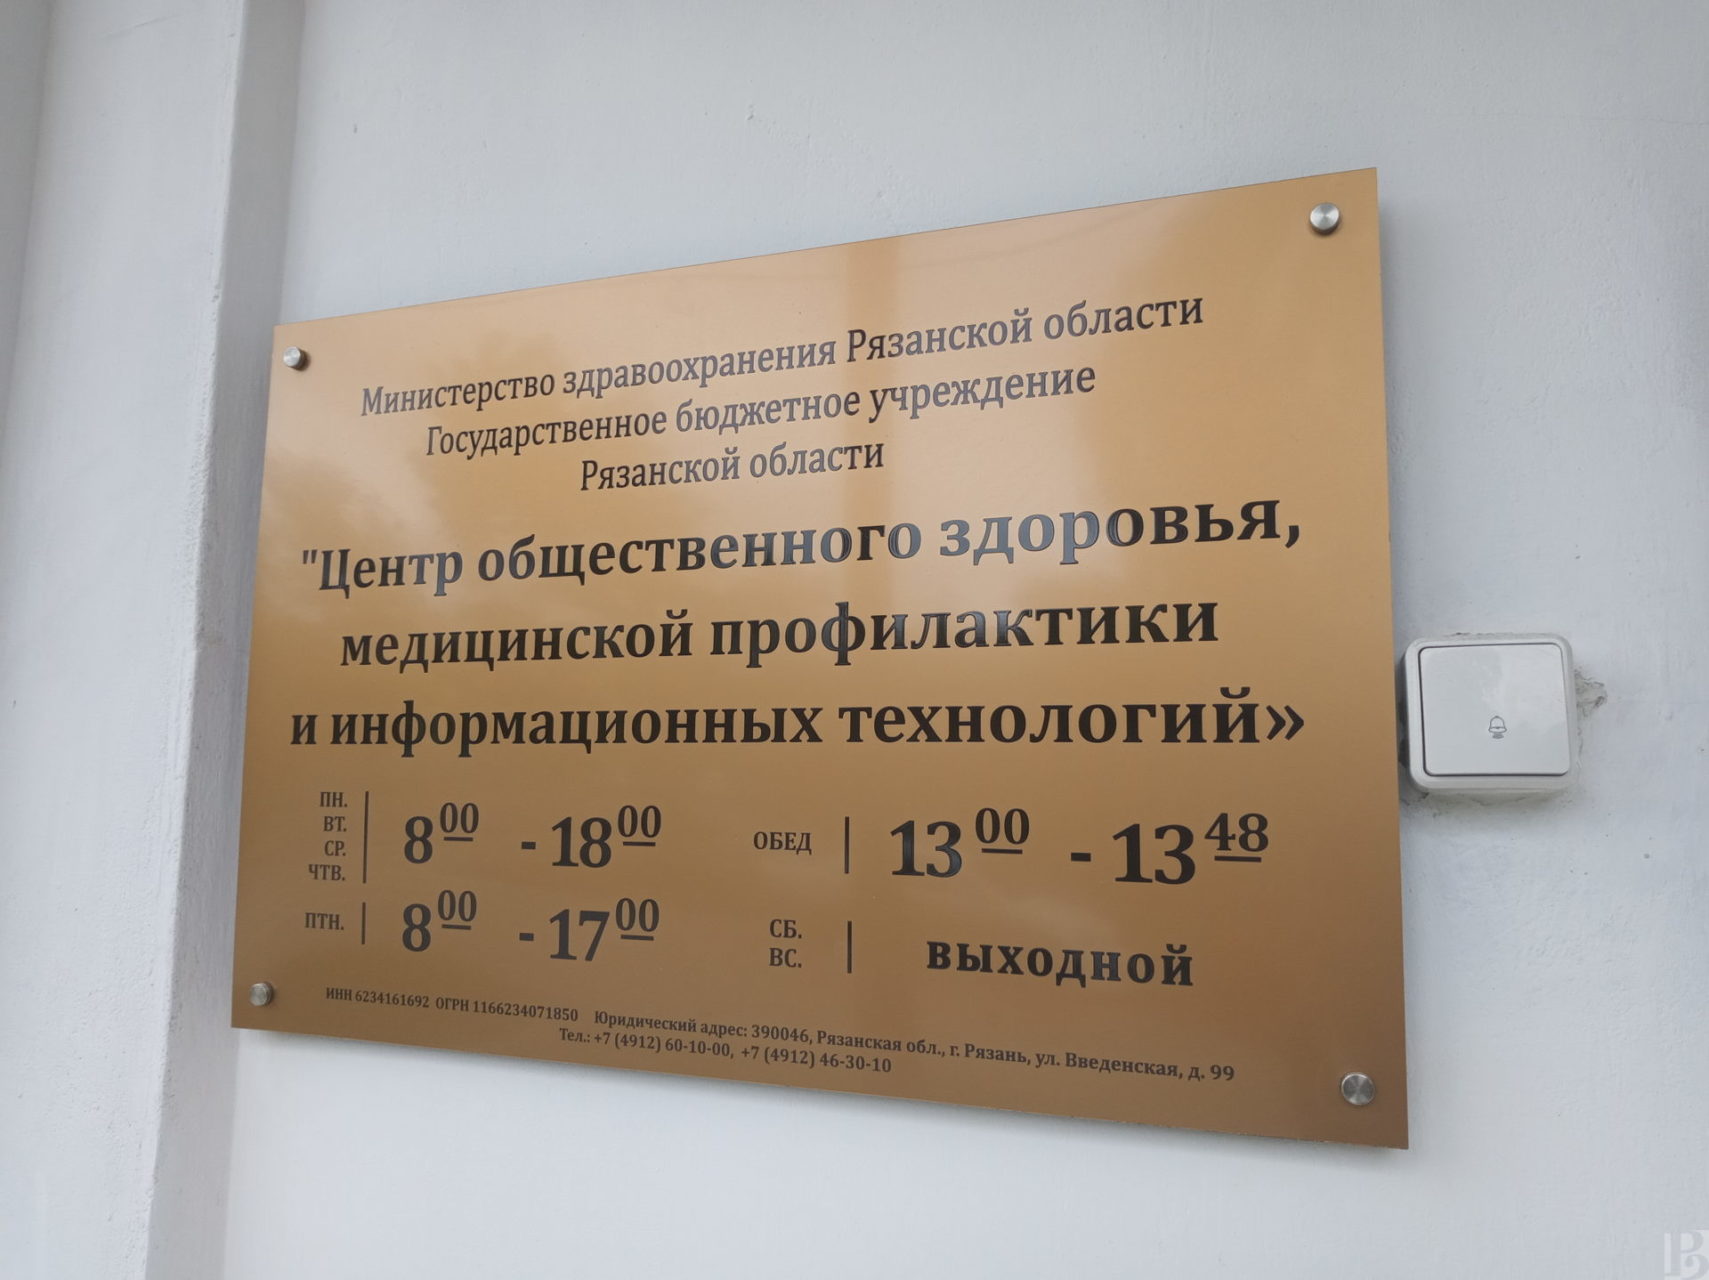 Министерство здравоохранения Рязанской области
Государственное бюджетное учреждение
Рязанской области
"Центр общественного здоровья,
медицинской профилактики
и информационных технологий»
ПН.
ВТ.
СР.
ЧТВ.
8 00 - 18 00
ОБЕД
13 00 - 13 48
ПТН.
8 00 - 17 00
СБ.
ВС.
выходной
ИНН 6234161692 ОГРН 1166234071850 Юридический адрес: 390046, Рязанская обл., г. Рязань, ул. Введенская, д. 99
Тел.: +7 (4912) 60-10-00, +7 (4912) 46-30-10